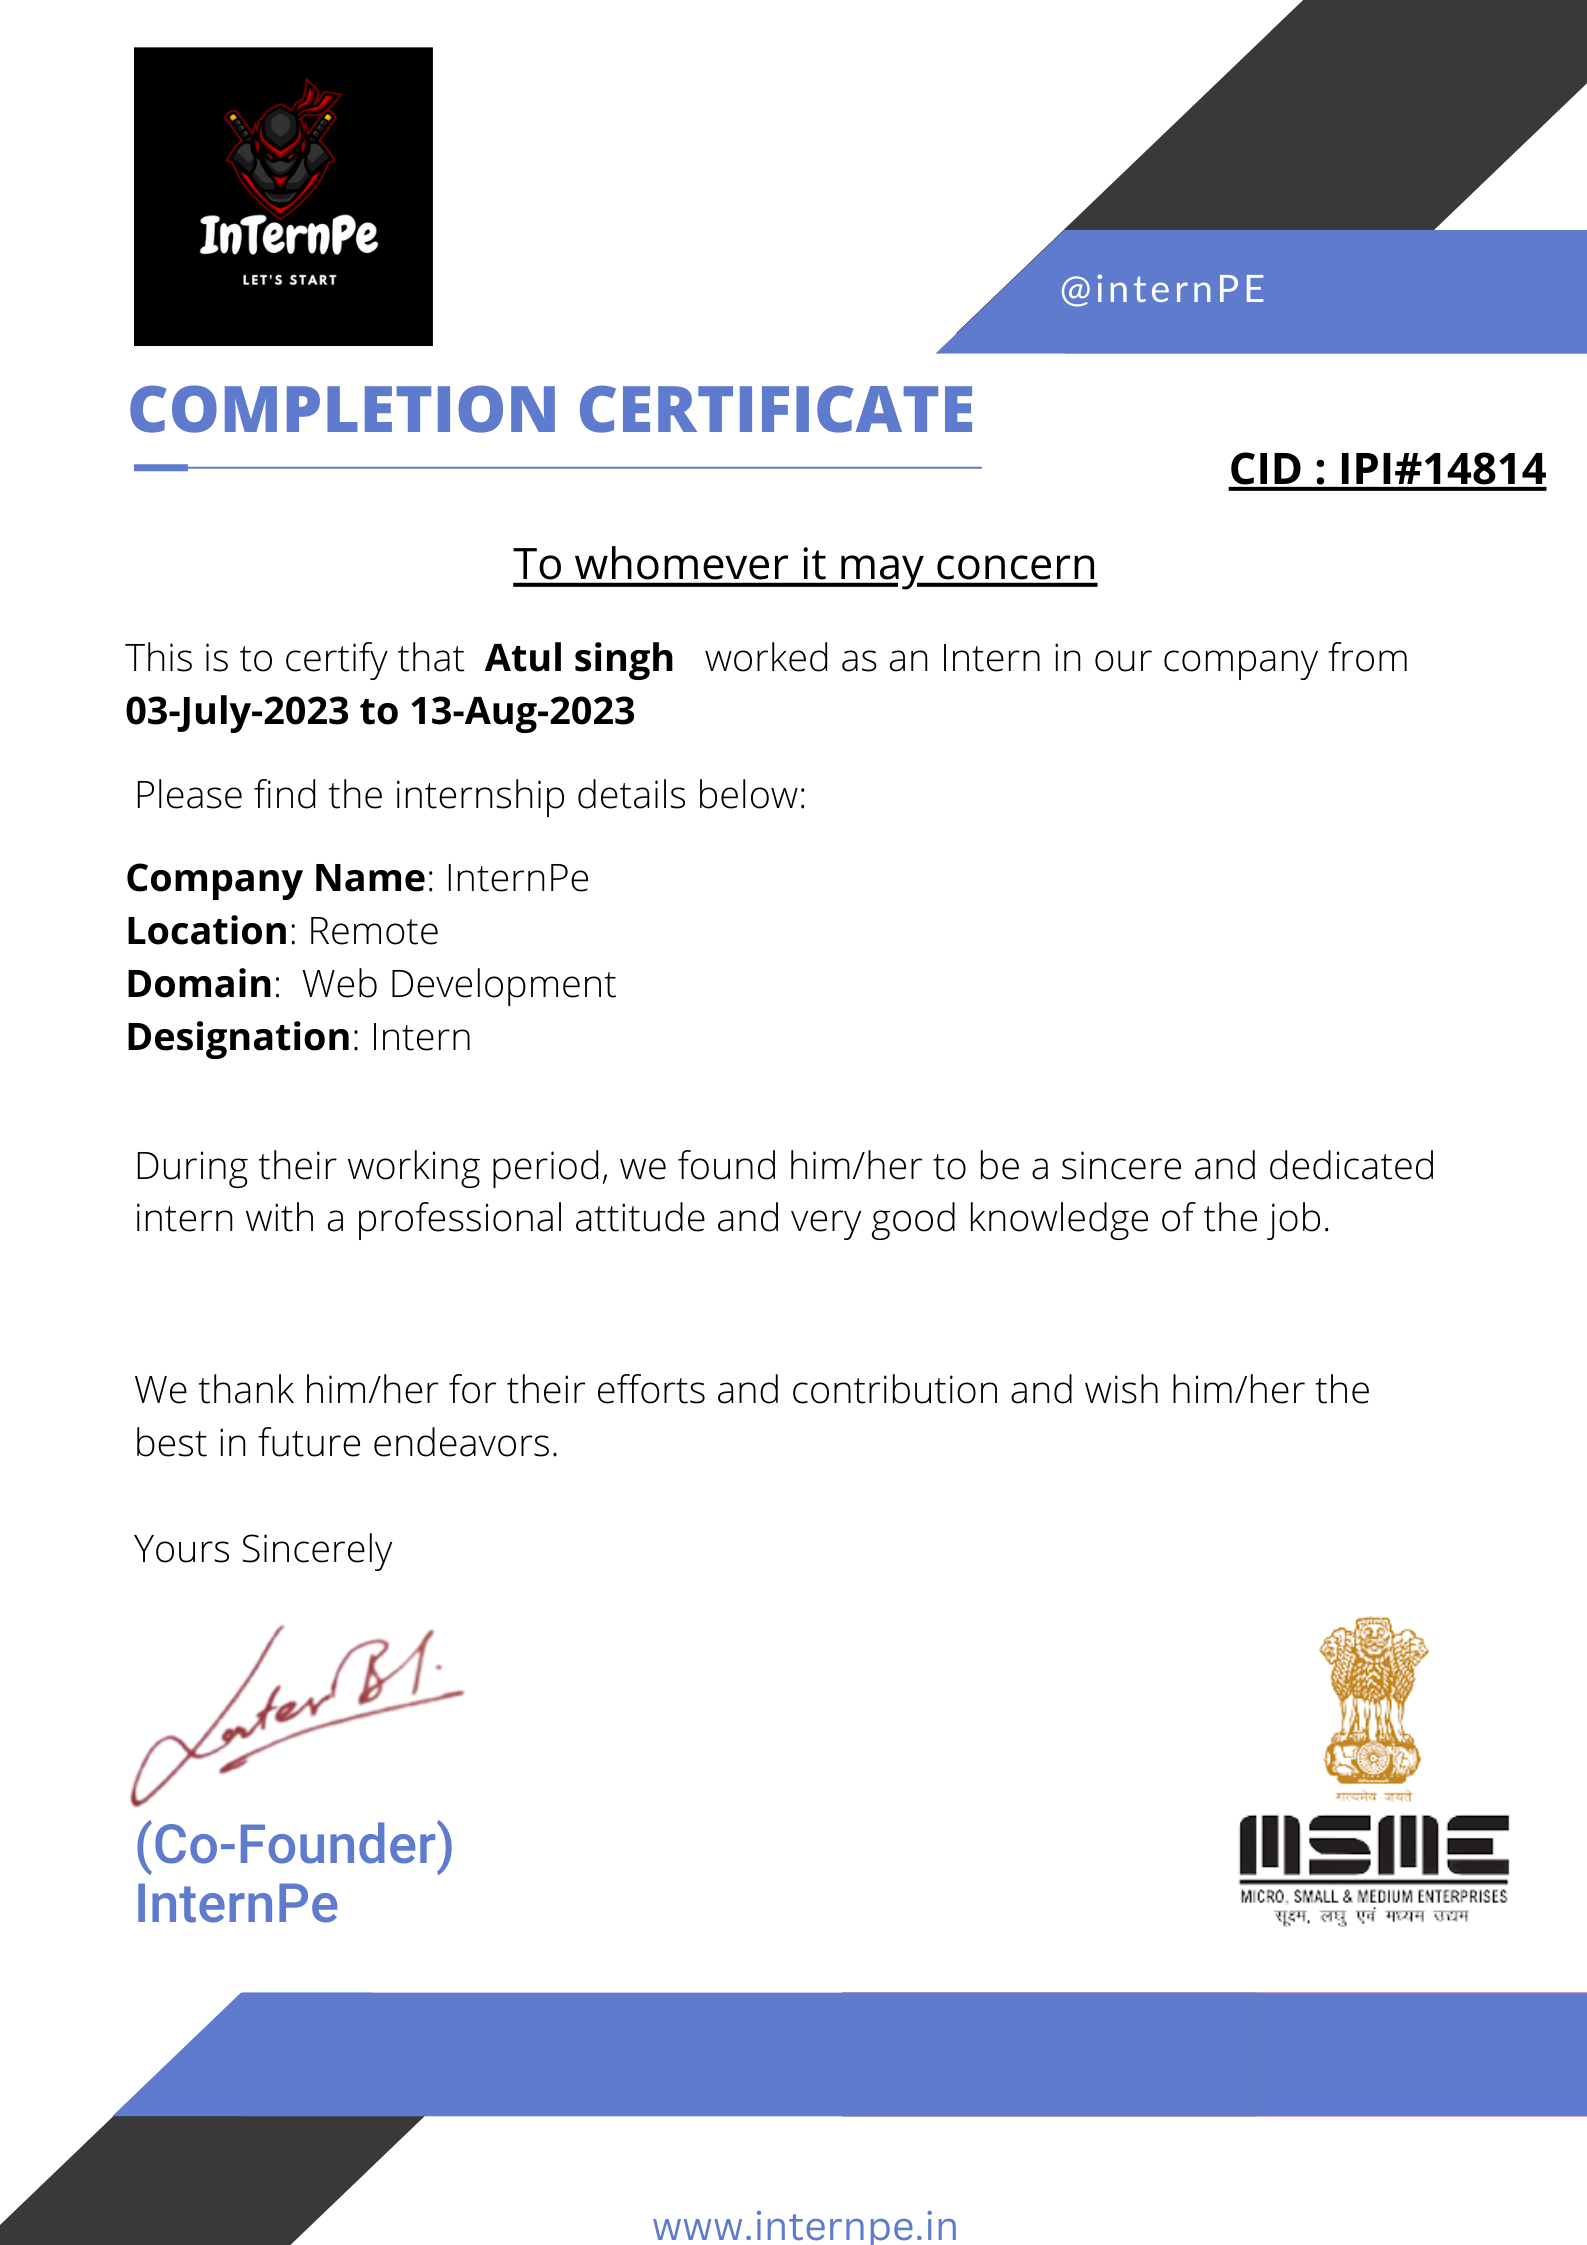 InTernPe
LET'S START
@internPE
COMPLETION CERTIFICATE
CID : IPI#14814
To whomever it may concern
This is to certify that Atul singh worked as an Intern in our company from
03-July-2023 to 13-Aug-2023
Please find the internship details below:
Company Name: InternPe
Location: Remote
Domain: Web Development
Designation: Intern
During their working period, we found him/her to be a sincere and dedicated
intern with a professional attitude and very good knowledge of the job.
We thank him/her for their efforts and contribution and wish him/her the
best in future endeavors.
Yours Sincerely
(Co-Founder)
InternPe
सत्यमेव जयते
MSME
MICRO, SMALL & MEDIUM ENTERPRISES
सूक्ष्म, लघु एवं मध्यम उद्यम
www.internpe.in